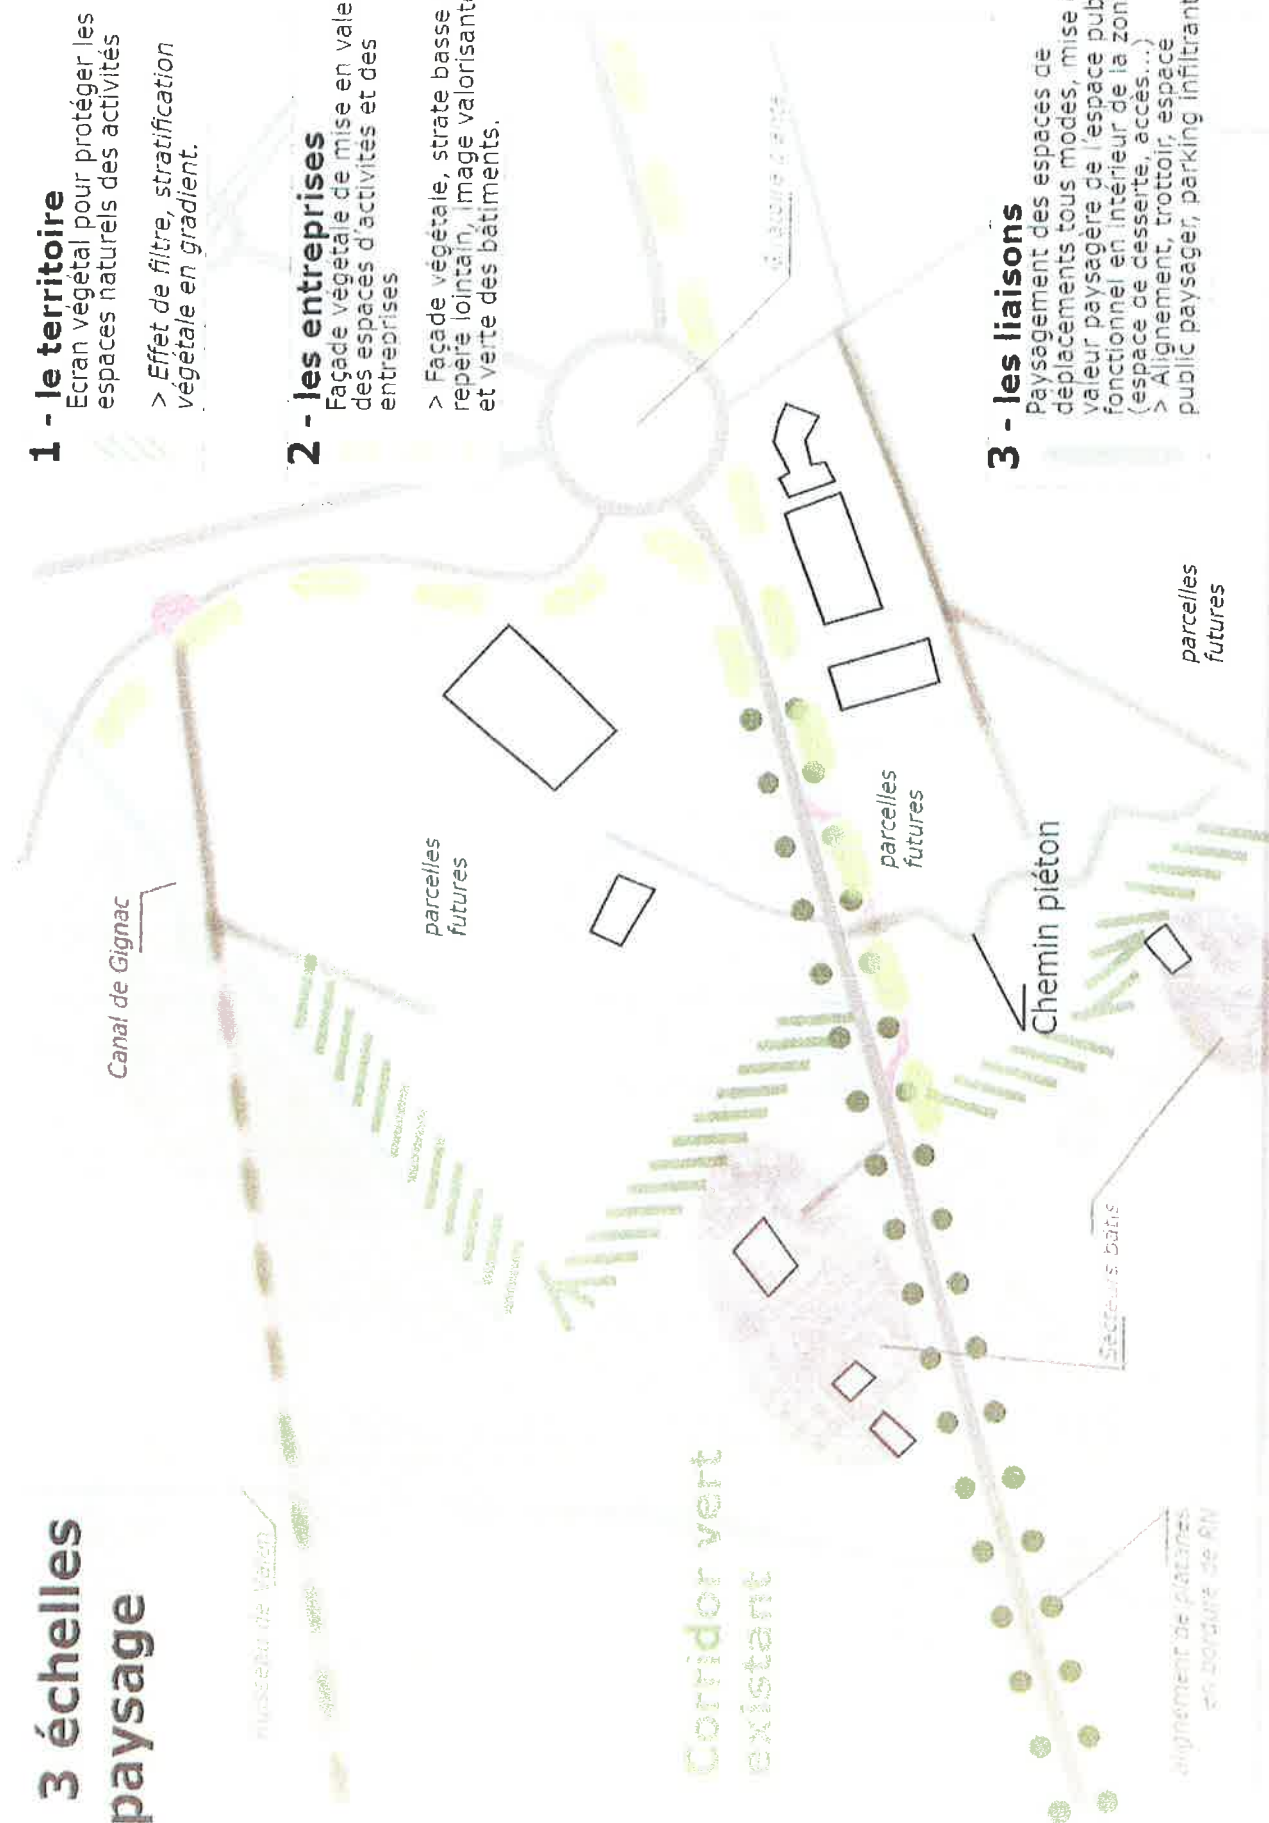 3 échelles
paysage
1 - le territoire
Ecran végétal pour protéger les
espaces naturels des activités
> Effet de filtre, stratification
végétale en gradient.
2 - les entreprises
Façade végétale de mise en vale
des espaces d'activités et des
entreprises
> Façade végétale, strate basse
repère lointain, image valorisante
et verte des bâtiments.
3 - les liaisons
Paysagement des espaces de
déplacements tous modes, mise
valeur paysagère de l'espace pub
fonctionnel en intérieur de la zon
(espace de desserte, accès...)
> Alignement, trottoir, espace
public paysager, parking infiltrant
Canal de Gignac
parcelles
futures
parcelles
futures
parcelles
futures
Chemin piéton
Secteurs bâtis
Corridor vert
existant
alignement de platanes
en bordure de RN